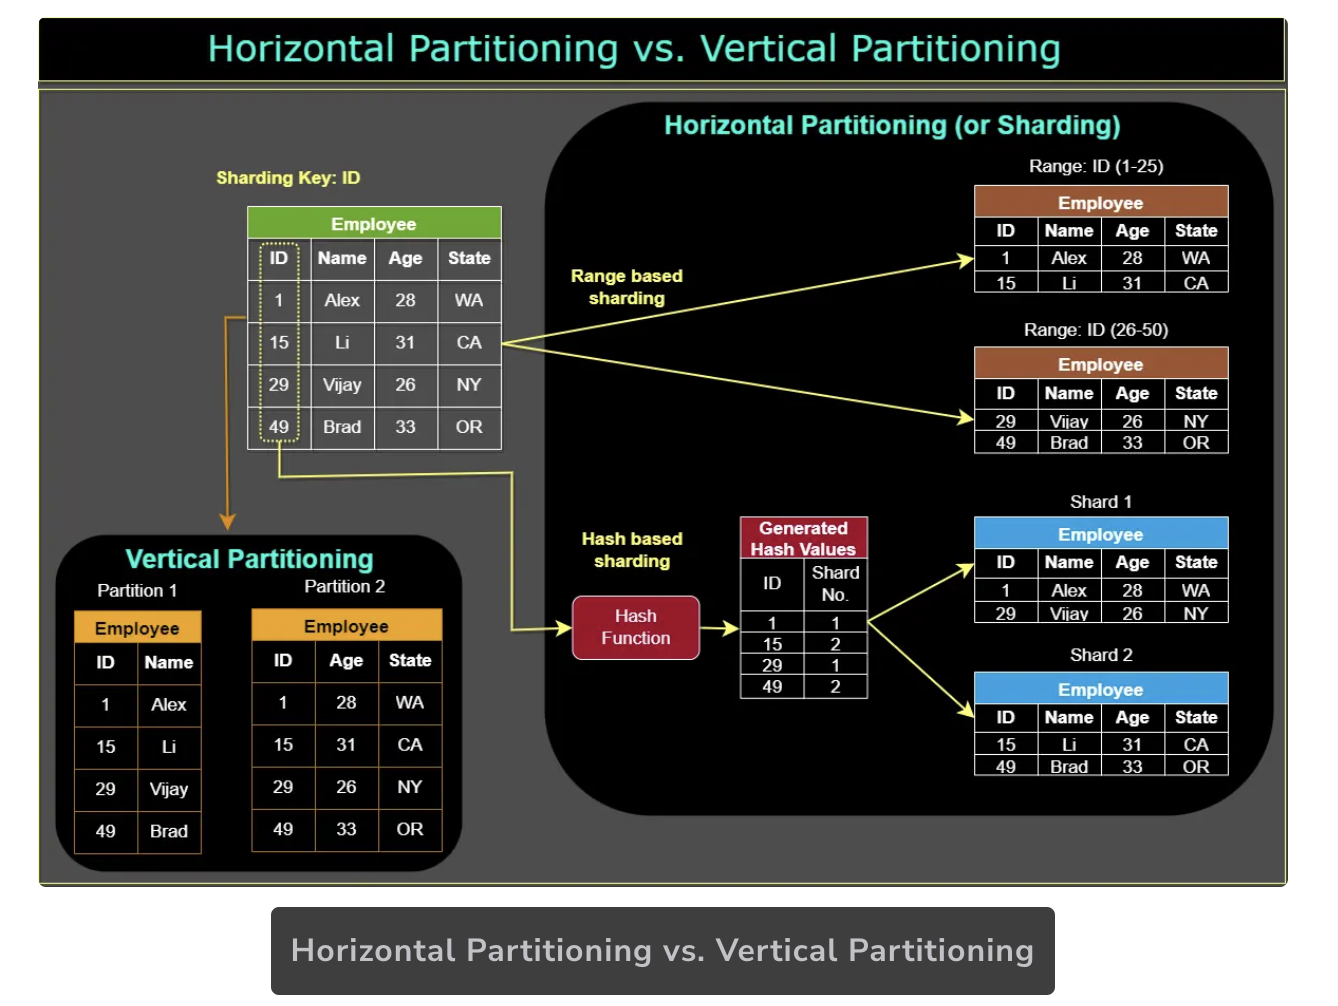 Horizontal Partitioning vs. Vertical Partitioning
Horizontal Partitioning (or Sharding)
Sharding Key: ID
Employee
ID Name Age State
1 Alex 28 WA
15 Li 31 CA
29 Vijay 26 NY
49 Brad 33 OR
Range based
sharding
Range: ID (1-25)
Employee
ID Name Age State
1 Alex 28 WA
15 Li 31 CA
Range: ID (26-50)
Employee
ID Name Age State
29 Vijay 26 NY
49 Brad 33 OR
Hash based
sharding
Hash
Function
Generated
Hash Values
ID Shard
No.
1 1
15 2
29 1
49 2
Shard 1
Employee
ID Name Age State
1 Alex 28 WA
29 Vijay 26 NY
Shard 2
Employee
ID Name Age State
15 Li 31 CA
49 Brad 33 OR
Vertical Partitioning
Partition 1
Employee
ID Name
1 Alex
15 Li
29 Vijay
49 Brad
Partition 2
Employee
ID Age State
1 28 WA
15 31 CA
29 26 NY
49 33 OR
Horizontal Partitioning vs. Vertical Partitioning